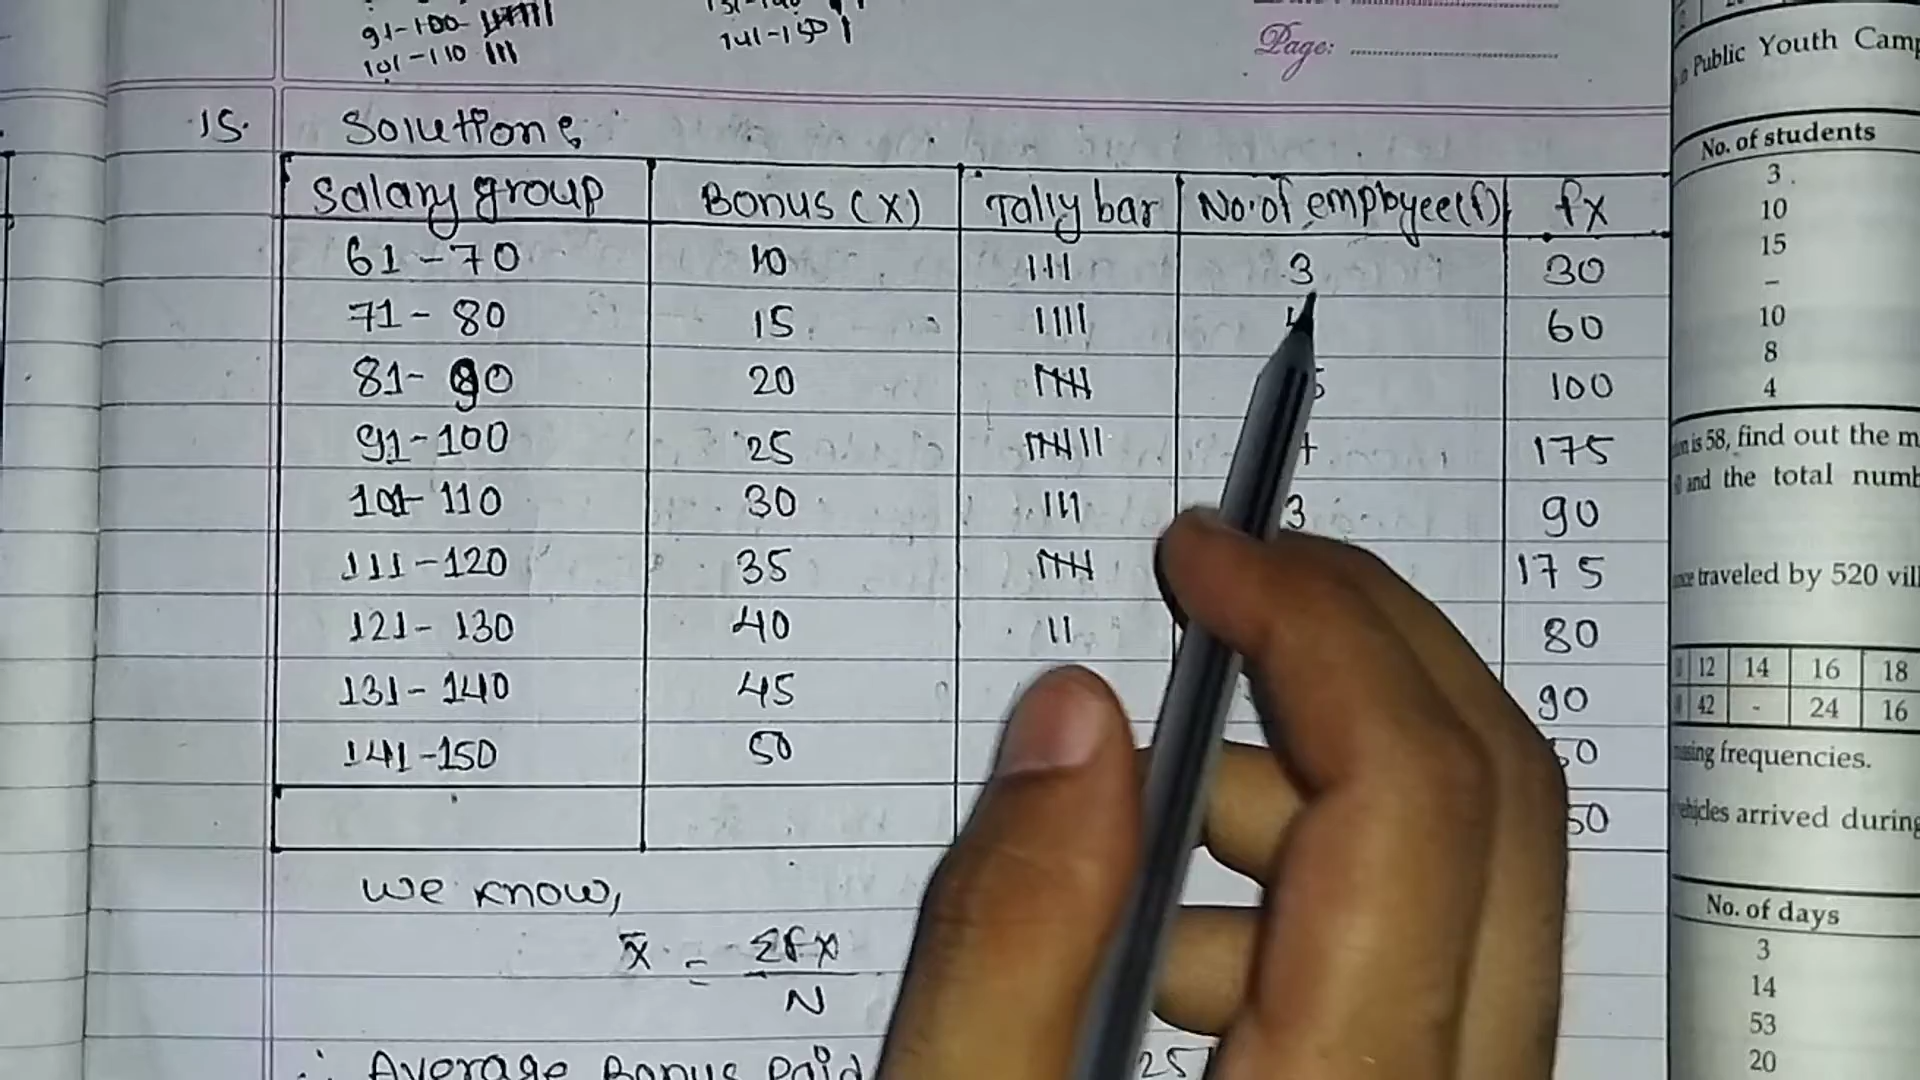 91-100-
101-110 |||
141-150 |
Page:
15. Solution:
Salary group Bonus (x) Tally bar No. of employee(f) fx
61-70 10 ||| 3 30
71-80 15 |||| 60
81-90 20 100
91-100 25 175
101-110 30 ||| 3 90
111-120 35 175
121-130 40 || 80
131-140 45 90
141-150 50
we know,
x̄ = Σfx
N
∴ Average Bonus paid
Public Youth Camp
No. of students
3
10
15
–
10
8
4
is 58, find out the m
and the total numb
traveled by 520 vill
12 14 16 18
42 - 24 16
frequencies.
arrived during
No. of days
3
14
53
20